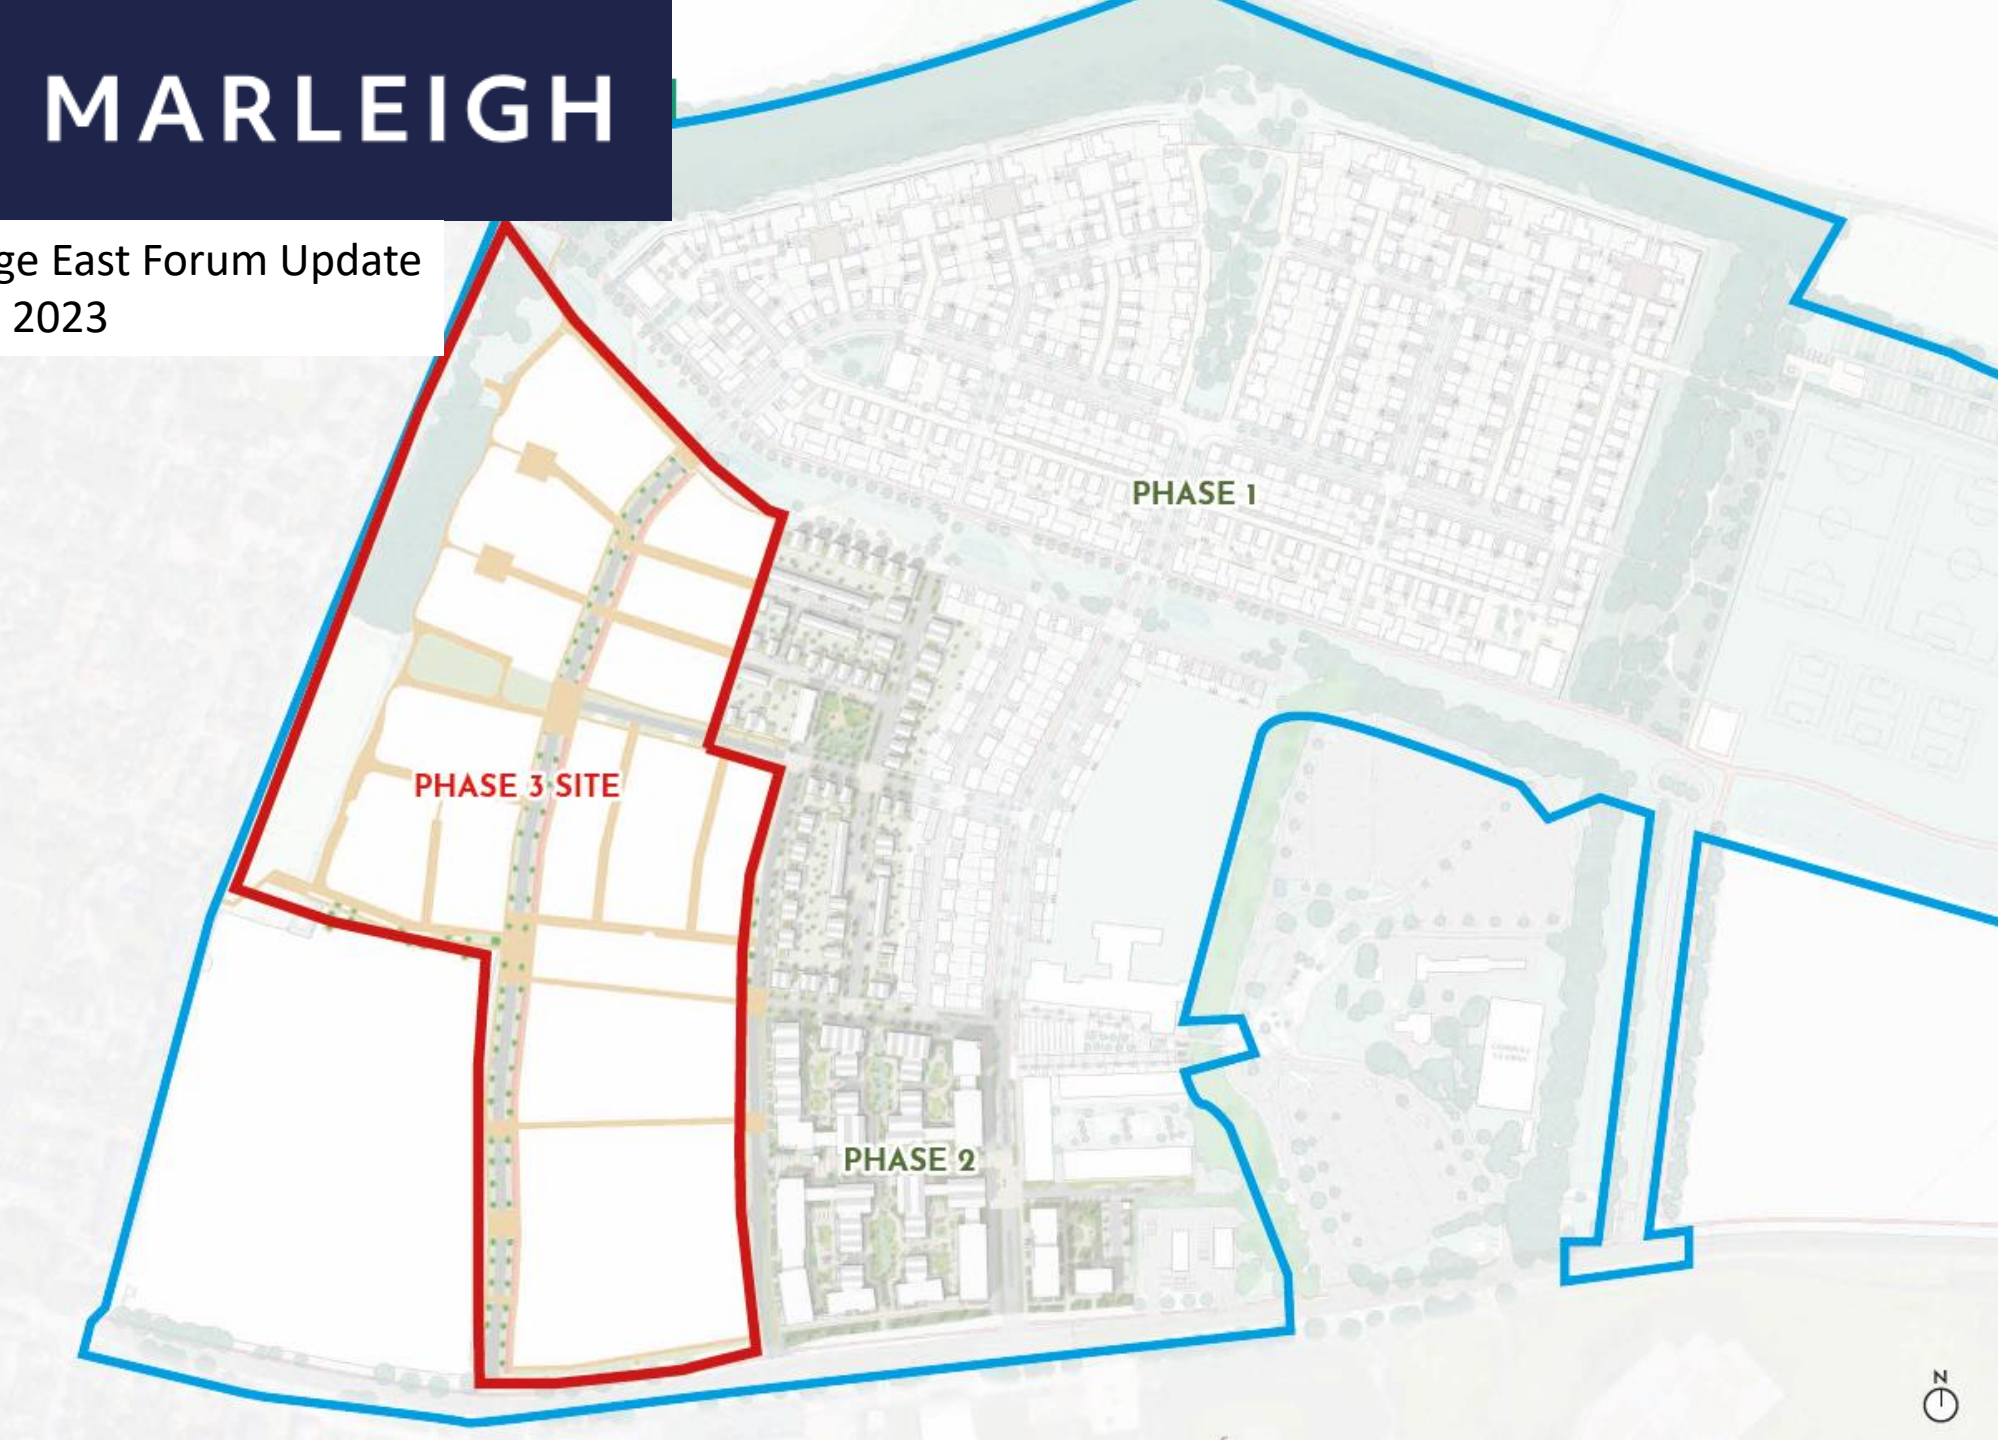 MARLEIGH
ge East Forum Update
2023
PHASE 1
PHASE 3 SITE
PHASE 2
N